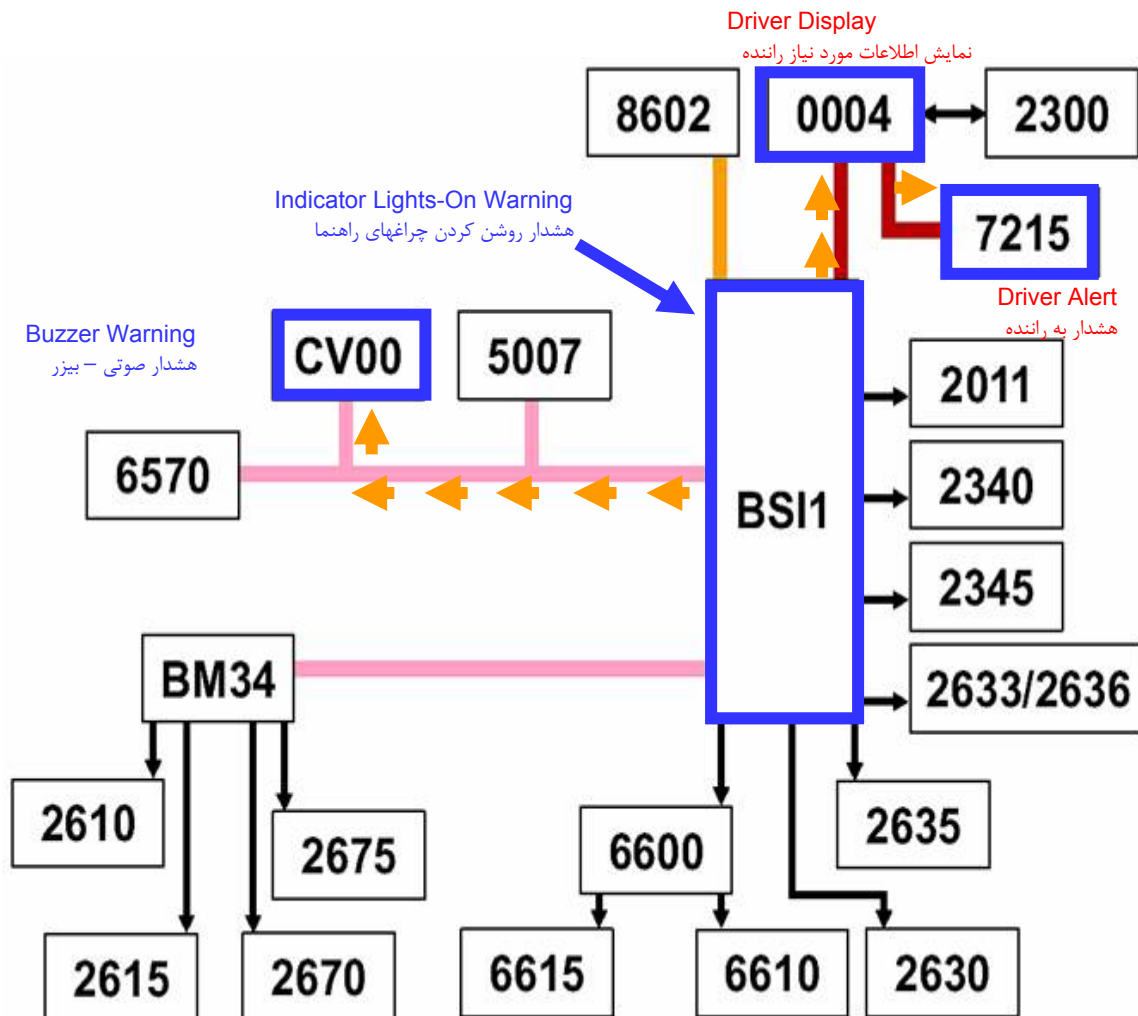 Driver Display
نمایش اطلاعات مورد نیاز راننده
8602
0004
2300
Indicator Lights-On Warning
هشدار روشن کردن چراغهای راهنما
7215
Driver Alert
هشدار به راننده
Buzzer Warning
هشدار صوتی – بیزر
CV00
5007
2011
6570
2340
BSI1
2345
BM34
2633/2636
2610
2675
6600
2635
2615
2670
6615
6610
2630